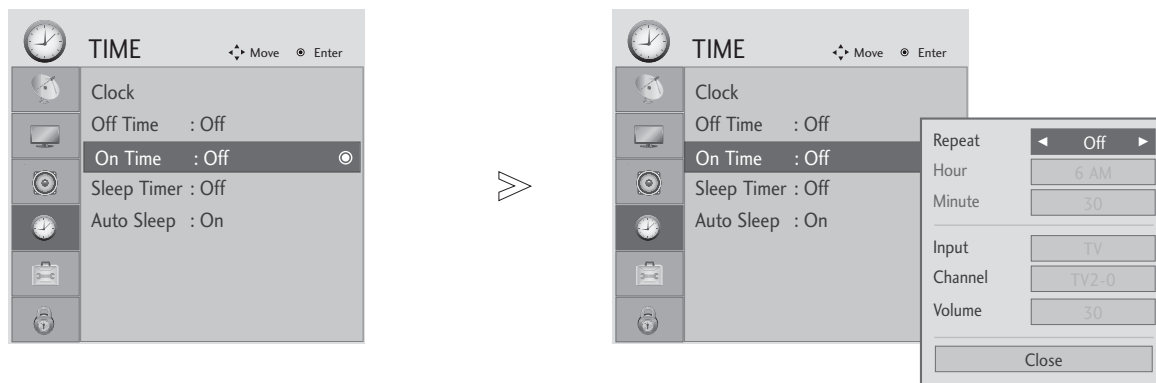 TIME
Move
Enter
Clock
Off Time : Off
On Time : Off
Sleep Timer : Off
Auto Sleep : On
TIME
Move
Enter
Clock
Off Time : Off
On Time : Off
Sleep Timer : Off
Auto Sleep : On
Repeat ◄ Off ►
Hour 6 AM
Minute 30
Input TV
Channel TV2-0
Volume 30
Close